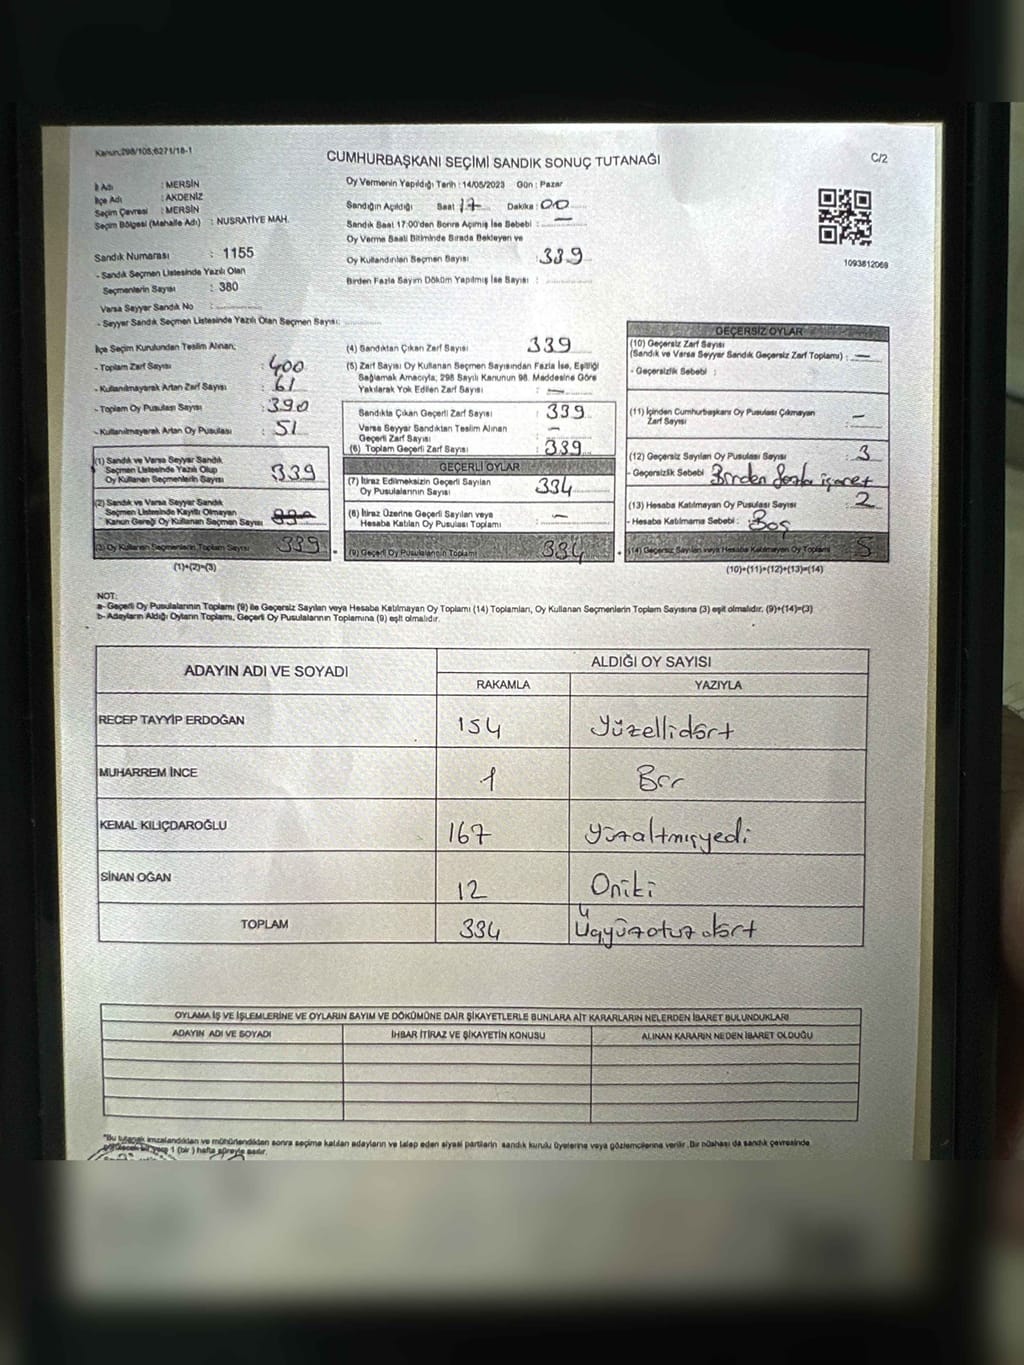 Kanun:298/105;6271/18-1
CUMHURBAŞKANI SEÇİMİ SANDIK SONUÇ TUTANAĞI
C/2
İl Adı : MERSİN
İlçe Adı : AKDENİZ
Seçim Çevresi : MERSİN
Seçim Bölgesi (Mahalle Adı) : NUSRATİYE MAH.
Sandık Numarası : 1155
- Sandık Seçmen Listesinde Yazılı Olan
Seçmenlerin Sayısı : 380
Varsa Seyyar Sandık No :
- Seyyar Sandık Seçmen Listesinde Yazılı Olan Seçmen Sayısı:
Oy Vermenin Yapıldığı Tarih : 14/05/2023 Gün : Pazar
Sandığın Açıldığı Saat : 17 Dakika : 00
Sandık Saat 17:00'den Sonra Açılmış İse Sebebi : —
Oy Verme Saati Bitiminde Sırada Bekleyen ve
Oy Kullandırılan Seçmen Sayısı : 339
Birden Fazla Sayım Döküm Yapılmış İse Sayısı :
1093812069
İlçe Seçim Kurulundan Teslim Alınan;
- Toplam Zarf Sayısı : 400
- Kullanılmayarak Artan Zarf Sayısı : 61
- Toplam Oy Pusulası Sayısı : 390
- Kullanılmayarak Artan Oy Pusulası : 51
(1) Sandık ve Varsa Seyyar Sandık
Seçmen Listesinde Yazılı Olup
Oy Kullanan Seçmenlerin Sayısı : 339
(2) Sandık ve Varsa Seyyar Sandık
Seçmen Listesinde Kayıtlı Olmayan
Kanun Gereği Oy Kullanan Seçmen Sayısı :
(3) Oy Kullanan Seçmenlerin Toplam Sayısı : 339
(1)+(2)=(3)
(4) Sandıktan Çıkan Zarf Sayısı : 339
(5) Zarf Sayısı Oy Kullanan Seçmen Sayısından Fazla İse, Eşitliği
Sağlamak Amacıyla, 298 Sayılı Kanunun 98. Maddesine Göre
Yakılarak Yok Edilen Zarf Sayısı : —
Sandıkta Çıkan Geçerli Zarf Sayısı : 339
Varsa Seyyar Sandıktan Teslim Alınan
Geçerli Zarf Sayısı : —
(6) Toplam Geçerli Zarf Sayısı : 339
GEÇERLİ OYLAR
(7) İtiraz Edilmeksizin Geçerli Sayılan
Oy Pusulalarının Sayısı : 334
(8) İtiraz Üzerine Geçerli Sayılan veya
Hesaba Katılan Oy Pusulası Toplamı : —
(9) Geçerli Oy Pusulalarının Toplamı : 334
GEÇERSİZ OYLAR
(10) Geçersiz Zarf Sayısı
(Sandık ve Varsa Seyyar Sandık Geçersiz Zarf Toplamı) : —
- Geçersizlik Sebebi :
(11) İçinden Cumhurbaşkanı Oy Pusulası Çıkmayan
Zarf Sayısı : —
(12) Geçersiz Sayılan Oy Pusulası Sayısı : 3
- Geçersizlik Sebebi : Birden fazla işaret
(13) Hesaba Katılmayan Oy Pusulası Sayısı : 2
- Hesaba Katılmama Sebebi : Boş
(14) Geçersiz Sayılan veya Hesaba Katılmayan Oy Toplamı : 5
(10)+(11)+(12)+(13)=(14)
NOT:
a- Geçerli Oy Pusulalarının Toplamı (9) ile Geçersiz Sayılan veya Hesaba Katılmayan Oy Toplamı (14) Toplamları, Oy Kullanan Seçmenlerin Toplam Sayısına (3) eşit olmalıdır. (9)+(14)=(3)
b- Adayların Aldığı Oyların Toplamı, Geçerli Oy Pusulalarının Toplamına (9) eşit olmalıdır.
ADAYIN ADI VE SOYADI
ALDIĞI OY SAYISI
RAKAMLA YAZIYLA
RECEP TAYYİP ERDOĞAN 154 Yüzellidört
MUHARREM İNCE 1 Bir
KEMAL KILIÇDAROĞLU 167 Yüzaltmışyedi
SİNAN OĞAN 12 Oniki
TOPLAM 334 Üçyüzotuzdört
OYLAMA İŞ VE İŞLEMLERİNE VE OYLARIN SAYIM VE DÖKÜMÜNE DAİR ŞİKAYETLERLE BUNLARA AİT KARARLARIN NELERDEN İBARET BULUNDUKLARI
ADAYIN ADI VE SOYADI İHBAR İTİRAZ VE ŞİKAYETİN KONUSU ALINAN KARARIN NEDEN İBARET OLDUĞU
*Bu tutanak imzalandıktan ve mühürlendikten sonra seçime katılan adayların ve talep eden siyasi partilerin sandık kurulu üyelerine veya gözlemcilerine verilir. Bir nüshası da sandık çevresinde
1 (bir) hafta süreyle asılır.